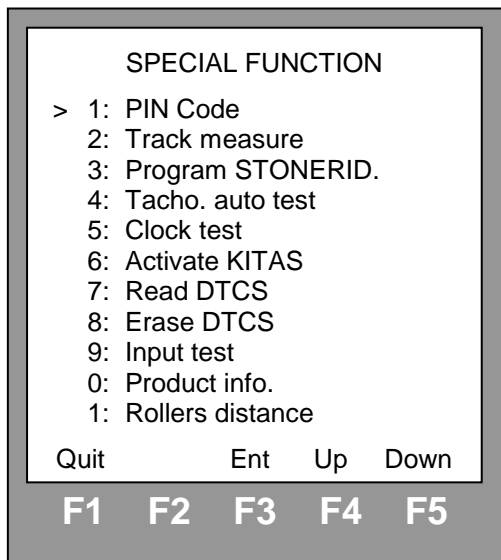 SPECIAL FUNCTION
> 1: PIN Code
2: Track measure
3: Program STONERID.
4: Tacho. auto test
5: Clock test
6: Activate KITAS
7: Read DTCS
8: Erase DTCS
9: Input test
0: Product info.
1: Rollers distance
Quit Ent Up Down
F1 F2 F3 F4 F5